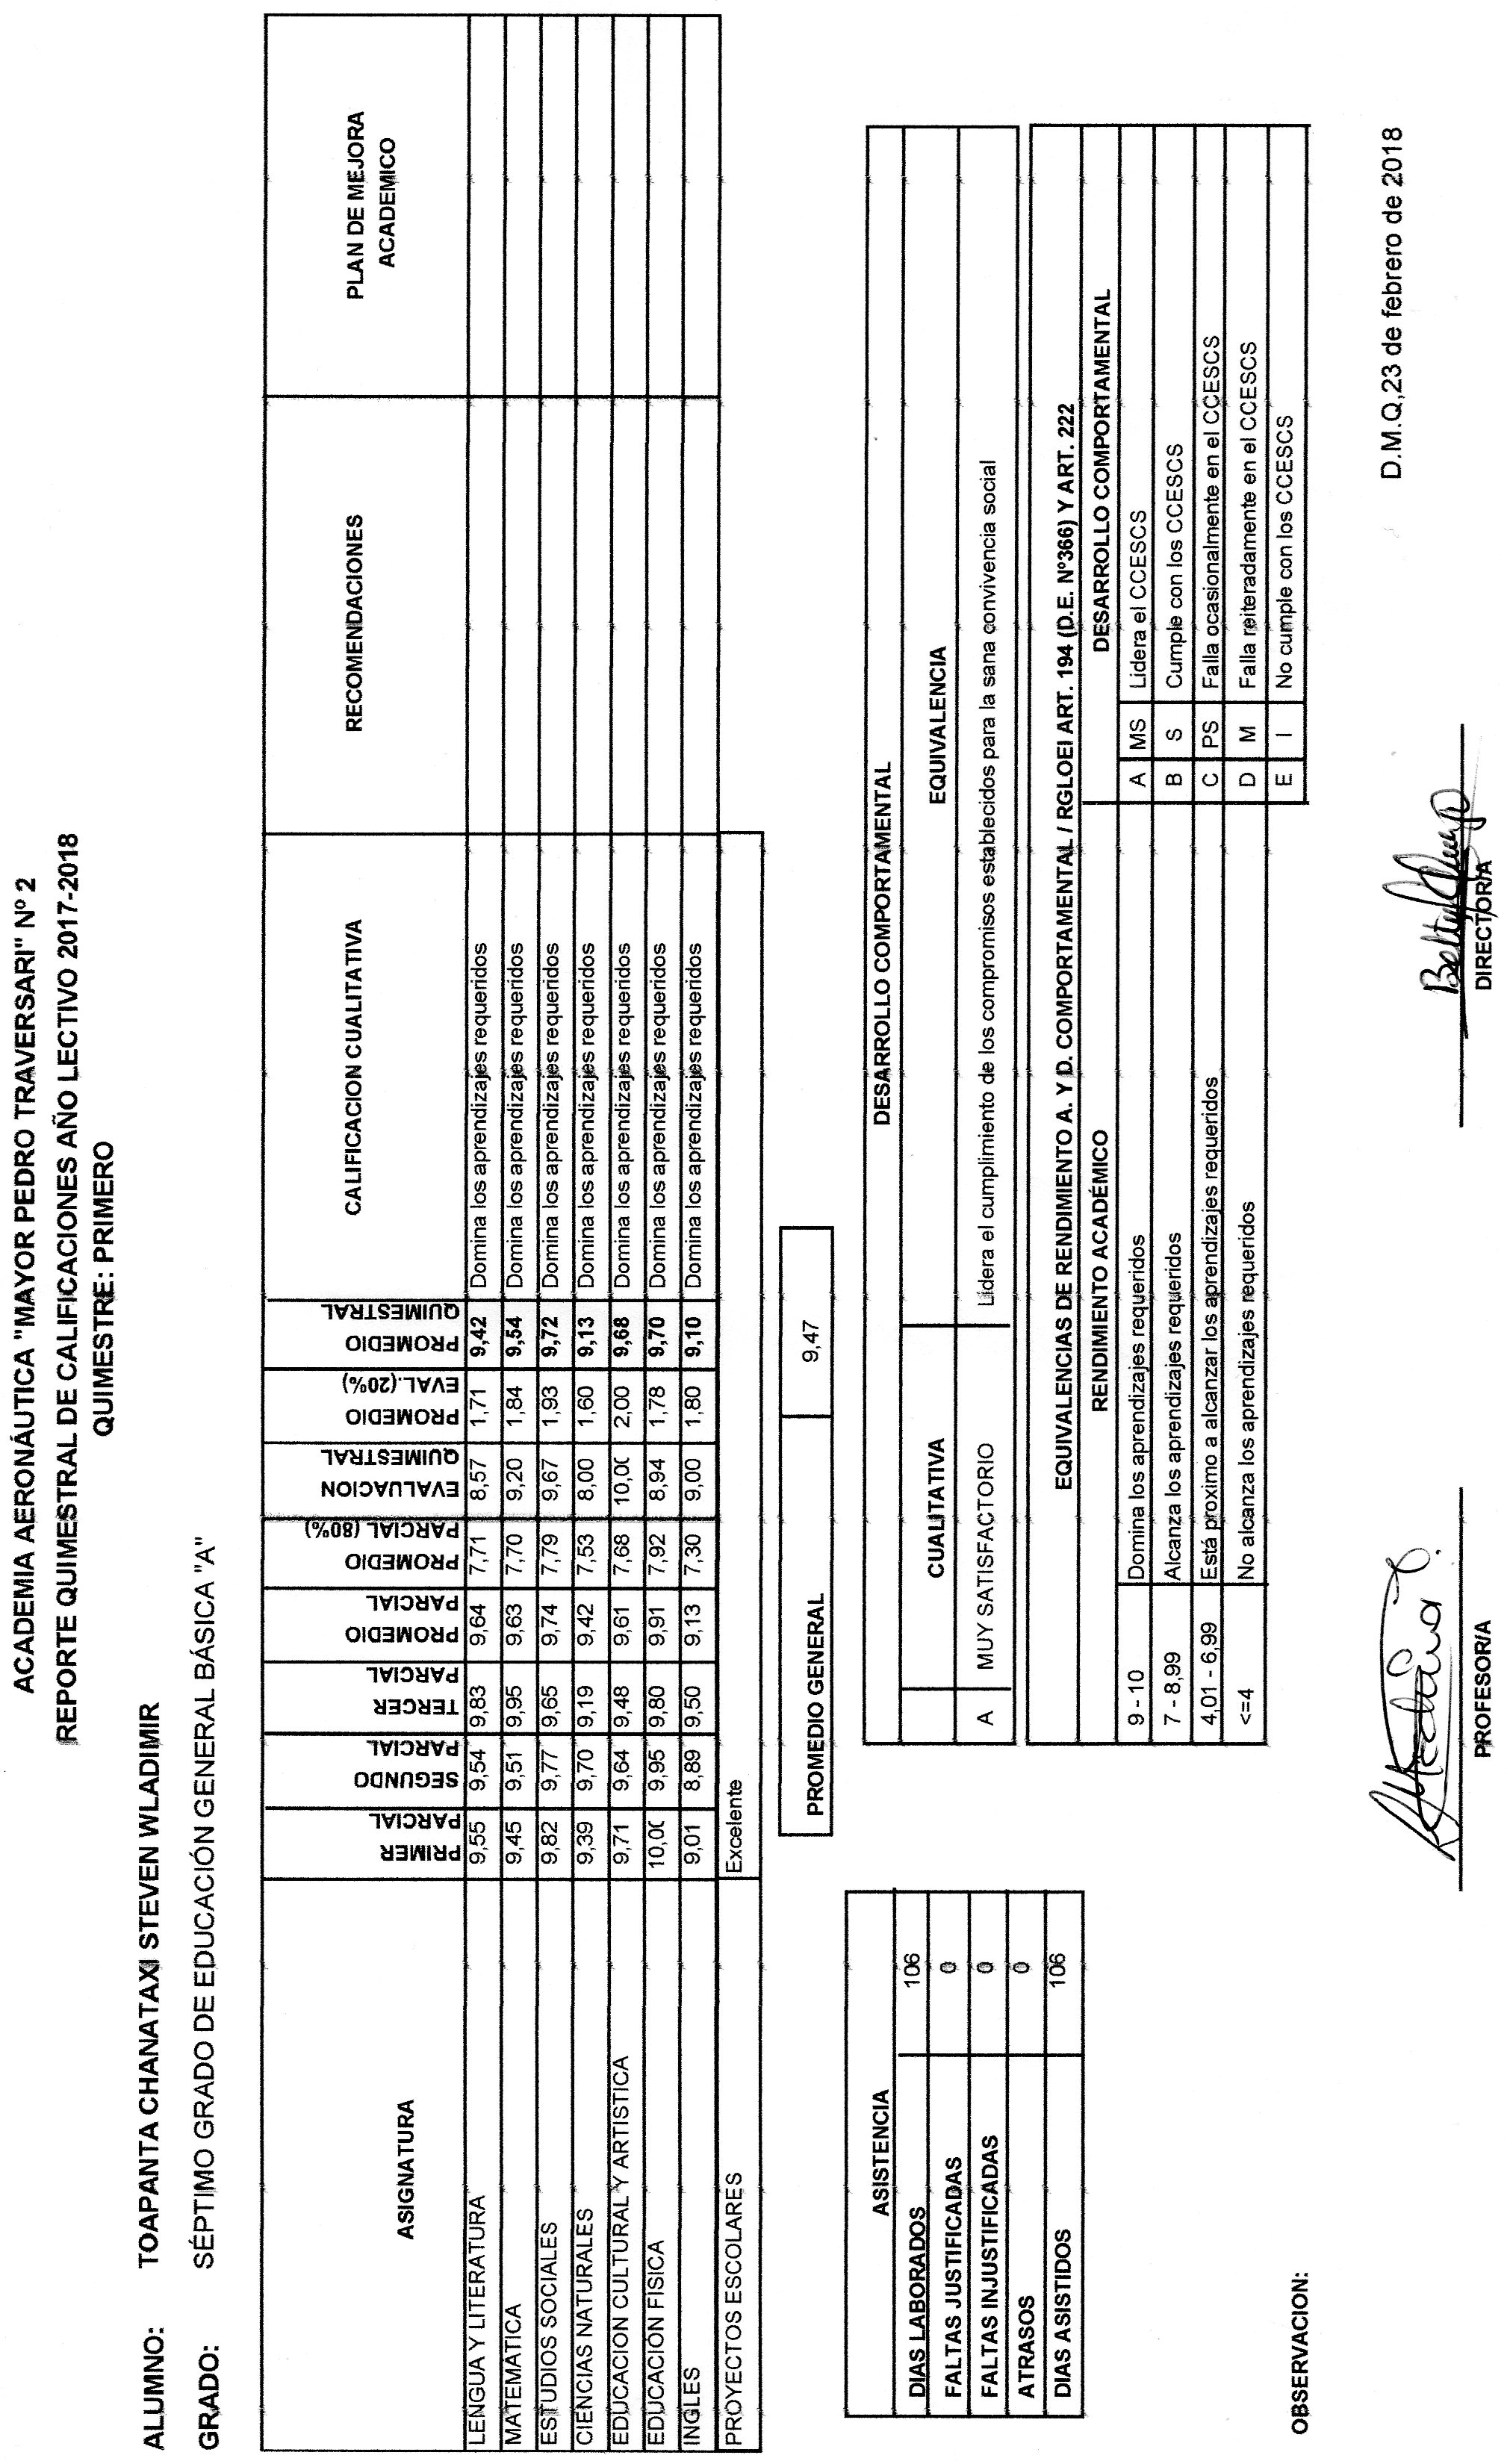 ACADEMIA AERONÁUTICA "MAYOR PEDRO TRAVERSARI" Nº 2
REPORTE QUIMESTRAL DE CALIFICACIONES AÑO LECTIVO 2017-2018
QUIMESTRE: PRIMERO
ALUMNO: TOAPANTA CHANATAXI STEVEN WLADIMIR
GRADO: SÉPTIMO GRADO DE EDUCACIÓN GENERAL BÁSICA "A"
ASIGNATURA PRIMER PARCIAL SEGUNDO PARCIAL TERCER PARCIAL PROMEDIO PARCIAL PROMEDIO PARCIAL (80%) EVALUACION QUIMESTRAL PROMEDIO EVAL.(20%) PROMEDIO QUIMESTRAL CALIFICACION CUALITATIVA RECOMENDACIONES PLAN DE MEJORA ACADEMICO
LENGUA Y LITERATURA 9,55 9,54 9,83 9,64 7,71 8,57 1,71 9,42 Domina los aprendizajes requeridos
MATEMÁTICA 9,45 9,51 9,95 9,63 7,70 9,20 1,84 9,54 Domina los aprendizajes requeridos
ESTUDIOS SOCIALES 9,82 9,77 9,65 9,74 7,79 9,67 1,93 9,72 Domina los aprendizajes requeridos
CIENCIAS NATURALES 9,39 9,70 9,19 9,42 7,53 8,00 1,60 9,13 Domina los aprendizajes requeridos
EDUCACION CULTURAL Y ARTISTICA 9,71 9,64 9,48 9,61 7,68 10,00 2,00 9,68 Domina los aprendizajes requeridos
EDUCACIÓN FISICA 10,00 9,95 9,80 9,91 7,92 8,94 1,78 9,70 Domina los aprendizajes requeridos
INGLES 9,01 8,89 9,50 9,13 7,30 9,00 1,80 9,10 Domina los aprendizajes requeridos
PROYECTOS ESCOLARES Excelente
PROMEDIO GENERAL 9,47
ASISTENCIA
DIAS LABORADOS 106
FALTAS JUSTIFICADAS 0
FALTAS INJUSTIFICADAS 0
ATRASOS 0
DIAS ASISTIDOS 106
DESARROLLO COMPORTAMENTAL
CUALITATIVA EQUIVALENCIA
A MUY SATISFACTORIO Lidera el cumplimiento de los compromisos establecidos para la sana convivencia social
EQUIVALENCIAS DE RENDIMIENTO A. Y D. COMPORTAMENTAL / RGLOEI ART. 194 (D.E. Nº366) Y ART. 222
RENDIMIENTO ACADÉMICO DESARROLLO COMPORTAMENTAL
9 - 10 Domina los aprendizajes requeridos A MS Lidera el CCESCS
7 - 8,99 Alcanza los aprendizajes requeridos B S Cumple con los CCESCS
4,01 - 6,99 Está proximo a alcanzar los aprendizajes requeridos C PS Falla ocasionalmente en el CCESCS
<=4 No alcanza los aprendizajes requeridos D M Falla reiteradamente en el CCESCS
E I No cumple con los CCESCS
OBSERVACION:
D.M.Q,23 de febrero de 2018
PROFESOR/A
DIRECTOR/A